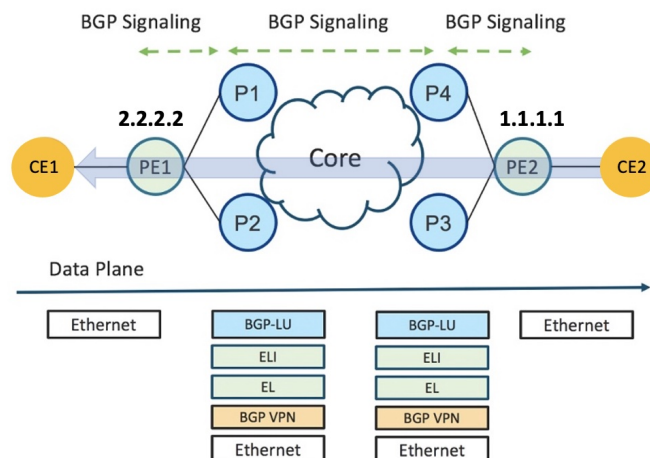 BGP Signaling BGP Signaling BGP Signaling
P1 P4
2.2.2.2 1.1.1.1
CE1 PE1 Core PE2 CE2
P2 P3
Data Plane
Ethernet BGP-LU BGP-LU Ethernet
ELI ELI
EL EL
BGP VPN BGP VPN
Ethernet Ethernet